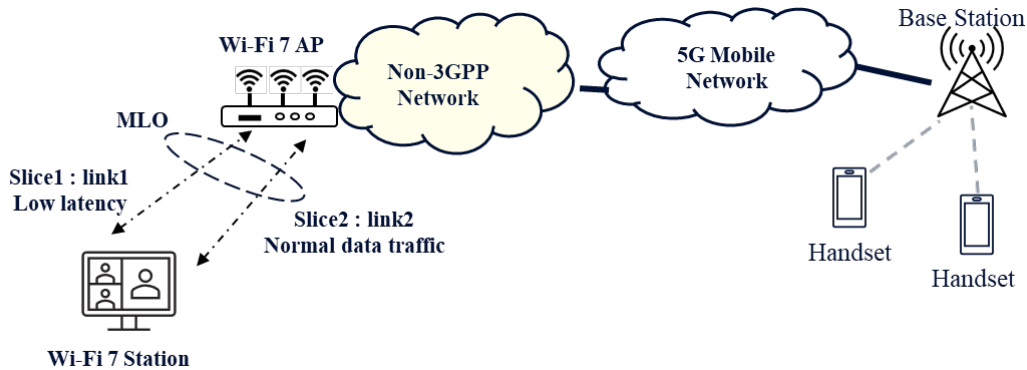 Wi-Fi 7 AP
Non-3GPP
Network
5G Mobile
Network
Base Station
MLO
Slice1 : link1
Low latency
Slice2 : link2
Normal data traffic
Handset
Handset
Wi-Fi 7 Station